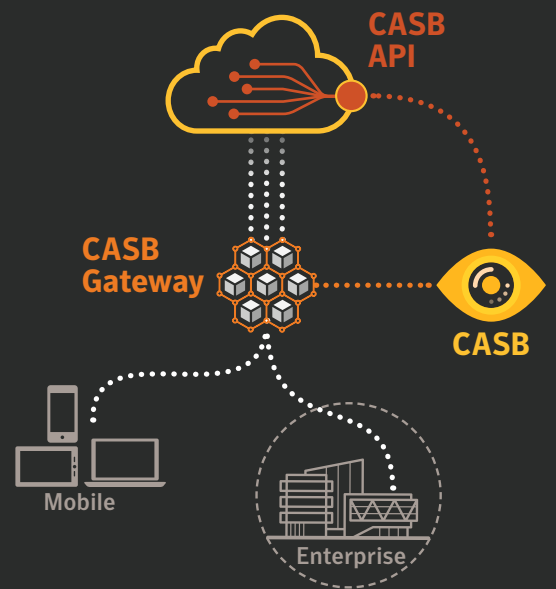 CASB
API
CASB
Gateway
CASB
Mobile
Enterprise